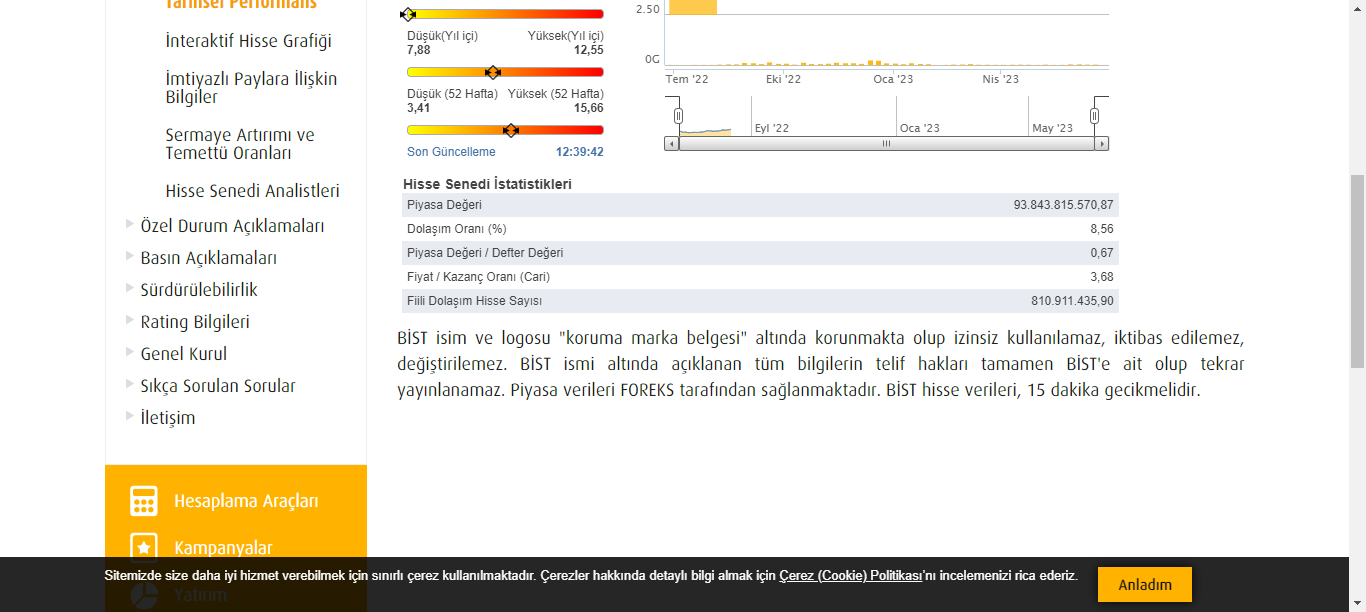 Tarihsel Performans
İnteraktif Hisse Grafiği
İmtiyazlı Paylara İlişkin
Bilgiler
Sermaye Artırımı ve
Temettü Oranları
Hisse Senedi Analistleri
Özel Durum Açıklamaları
Basın Açıklamaları
Sürdürülebilirlik
Rating Bilgileri
Genel Kurul
Sıkça Sorulan Sorular
İletişim
Hesaplama Araçları
Kampanyalar
Yatırım
Düşük(Yıl içi) Yüksek(Yıl içi)
7,88 12,55
Düşük (52 Hafta) Yüksek (52 Hafta)
3,41 15,66
Son Güncelleme 12:39:42
2.50
0G
Tem '22 Eki '22 Oca '23 Nis '23
Eyl '22 Oca '23 May '23
Hisse Senedi İstatistikleri
Piyasa Değeri 93.843.815.570,87
Dolaşım Oranı (%) 8,56
Piyasa Değeri / Defter Değeri 0,67
Fiyat / Kazanç Oranı (Cari) 3,68
Fiili Dolaşım Hisse Sayısı 810.911.435,90
BİST isim ve logosu "koruma marka belgesi" altında korunmakta olup izinsiz kullanılamaz, iktibas edilemez,
değiştirilemez. BİST ismi altında açıklanan tüm bilgilerin telif hakları tamamen BİST'e ait olup tekrar
yayınlanamaz. Piyasa verileri FOREKS tarafından sağlanmaktadır. BİST hisse verileri, 15 dakika gecikmelidir.
Sitemizde size daha iyi hizmet verebilmek için sınırlı çerez kullanılmaktadır. Çerezler hakkında detaylı bilgi almak için Çerez (Cookie) Politikası'nı incelemenizi rica ederiz.
Anladım